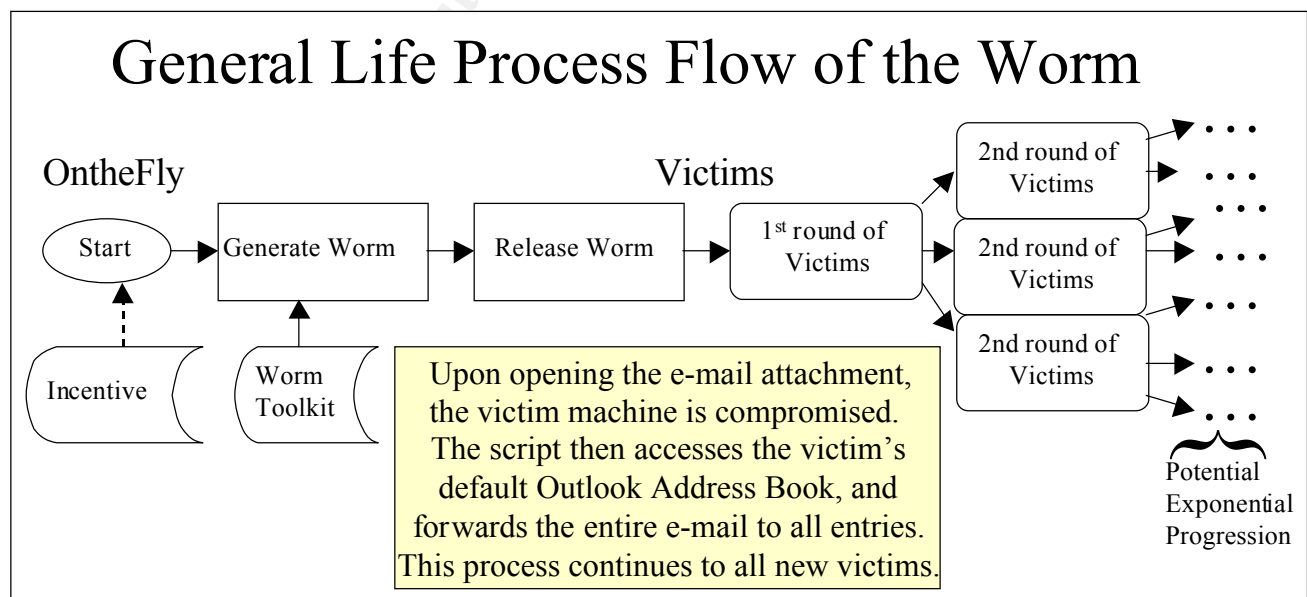 General Life Process Flow of the Worm
OntheFly
Victims
Start
Generate Worm
Release Worm
1st round of
Victims
2nd round of
Victims
2nd round of
Victims
2nd round of
Victims
• • •
• • •
• • •
• • •
• • •
• • •
• • •
Incentive
Worm
Toolkit
Upon opening the e-mail attachment,
the victim machine is compromised.
The script then accesses the victim's
default Outlook Address Book, and
forwards the entire e-mail to all entries.
This process continues to all new victims.
Potential
Exponential
Progression